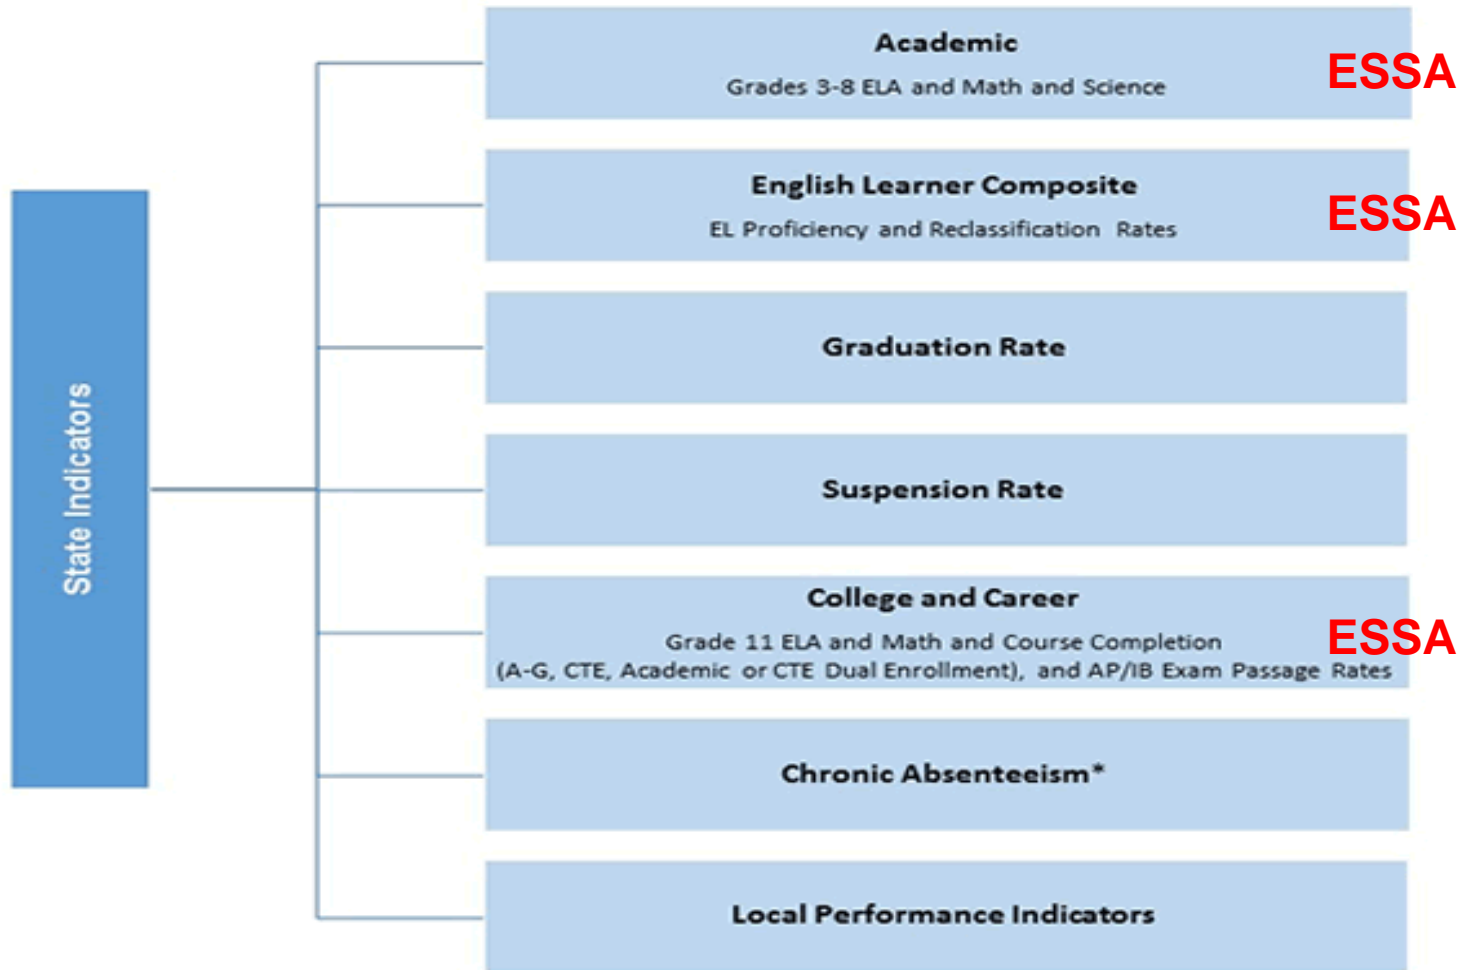 State Indicators
Academic
Grades 3-8 ELA and Math and Science
ESSA
English Learner Composite
EL Proficiency and Reclassification Rates
ESSA
Graduation Rate
Suspension Rate
College and Career
Grade 11 ELA and Math and Course Completion
(A-G, CTE, Academic or CTE Dual Enrollment), and AP/IB Exam Passage Rates
ESSA
Chronic Absenteeism*
Local Performance Indicators